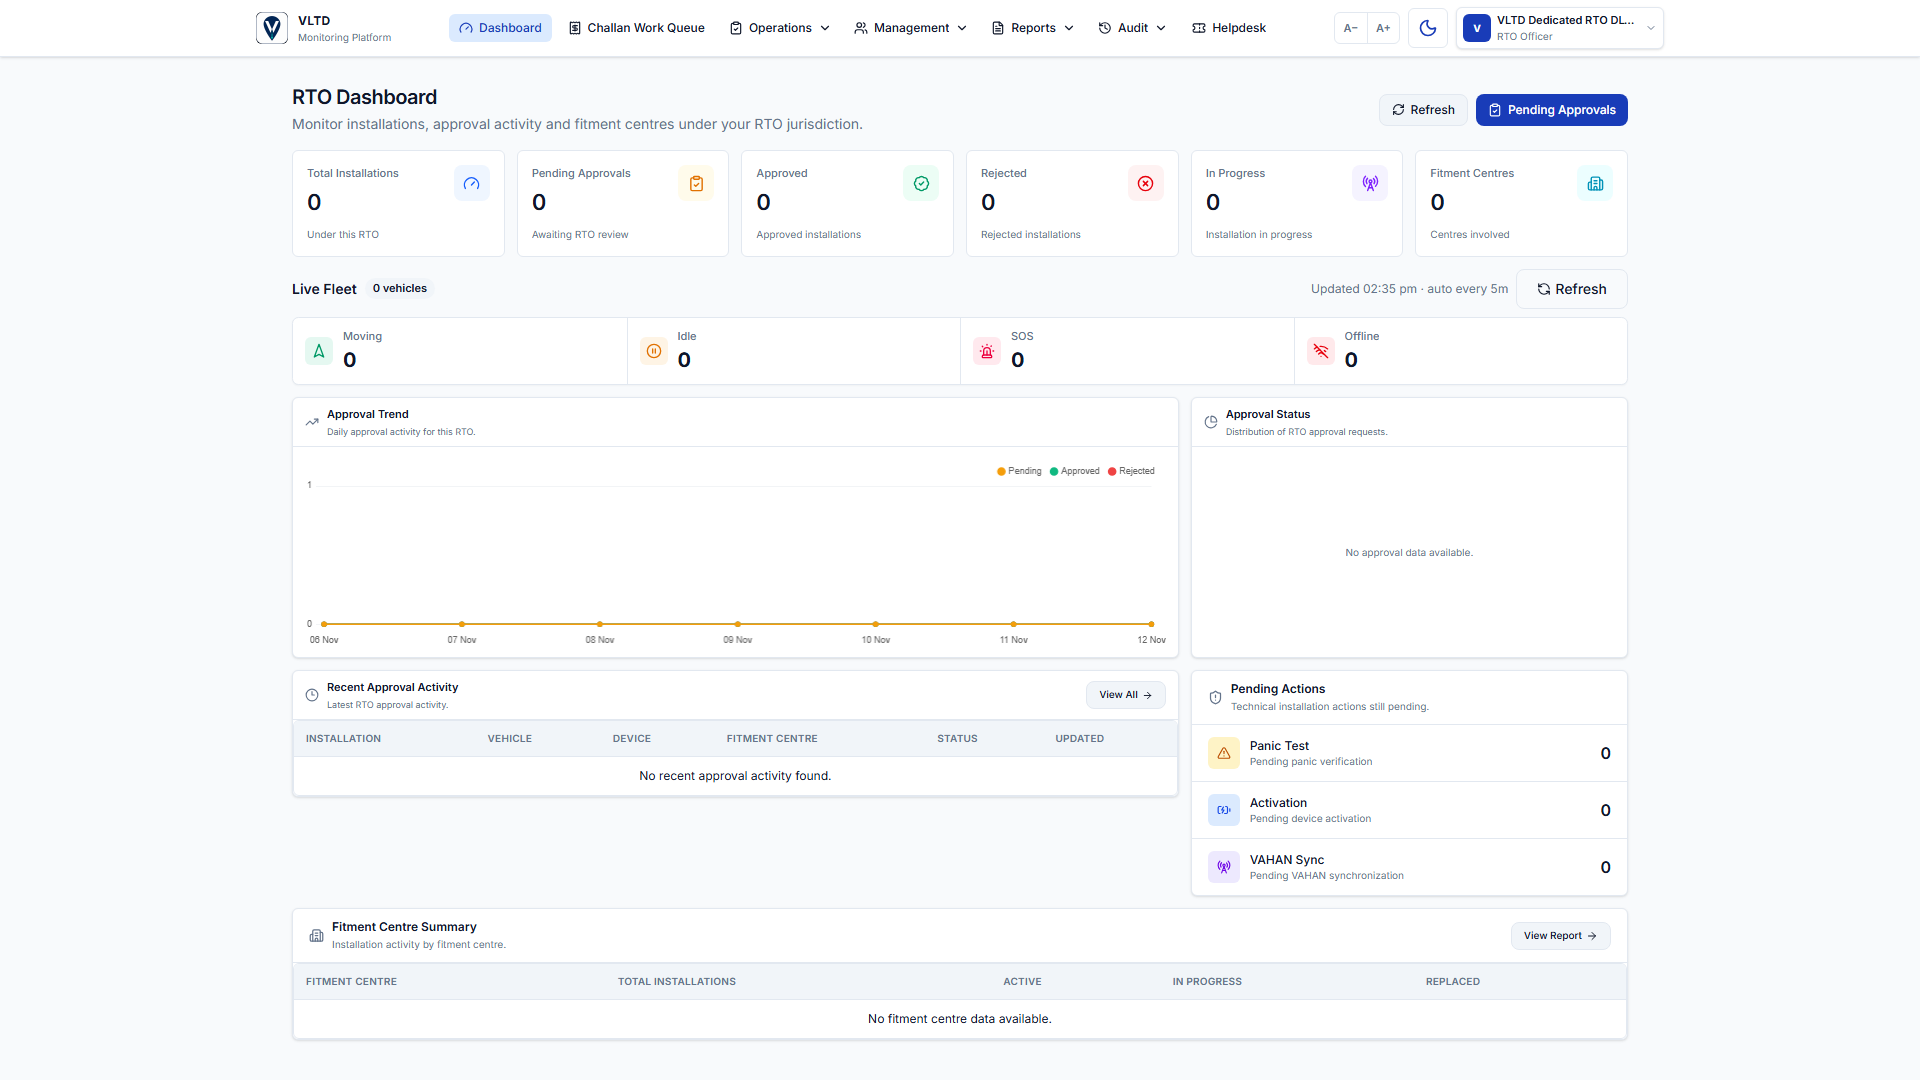 VLTD
Monitoring Platform
Dashboard
Challan Work Queue
Operations
Management
Reports
Audit
Helpdesk
A−
A+
V
VLTD Dedicated RTO DL...
RTO Officer
RTO Dashboard
Monitor installations, approval activity and fitment centres under your RTO jurisdiction.
Refresh
Pending Approvals
Total Installations
0
Under this RTO
Pending Approvals
0
Awaiting RTO review
Approved
0
Approved installations
Rejected
0
Rejected installations
In Progress
0
Installation in progress
Fitment Centres
0
Centres involved
Live Fleet
0 vehicles
Updated 02:35 pm · auto every 5m
Refresh
Moving
0
Idle
0
SOS
0
Offline
0
Approval Trend
Daily approval activity for this RTO.
Pending
Approved
Rejected
1
0
06 Nov
07 Nov
08 Nov
09 Nov
10 Nov
11 Nov
12 Nov
Approval Status
Distribution of RTO approval requests.
No approval data available.
Recent Approval Activity
Latest RTO approval activity.
View All →
INSTALLATION
VEHICLE
DEVICE
FITMENT CENTRE
STATUS
UPDATED
No recent approval activity found.
Pending Actions
Technical installation actions still pending.
Panic Test
Pending panic verification
0
Activation
Pending device activation
0
VAHAN Sync
Pending VAHAN synchronization
0
Fitment Centre Summary
Installation activity by fitment centre.
View Report →
FITMENT CENTRE
TOTAL INSTALLATIONS
ACTIVE
IN PROGRESS
REPLACED
No fitment centre data available.